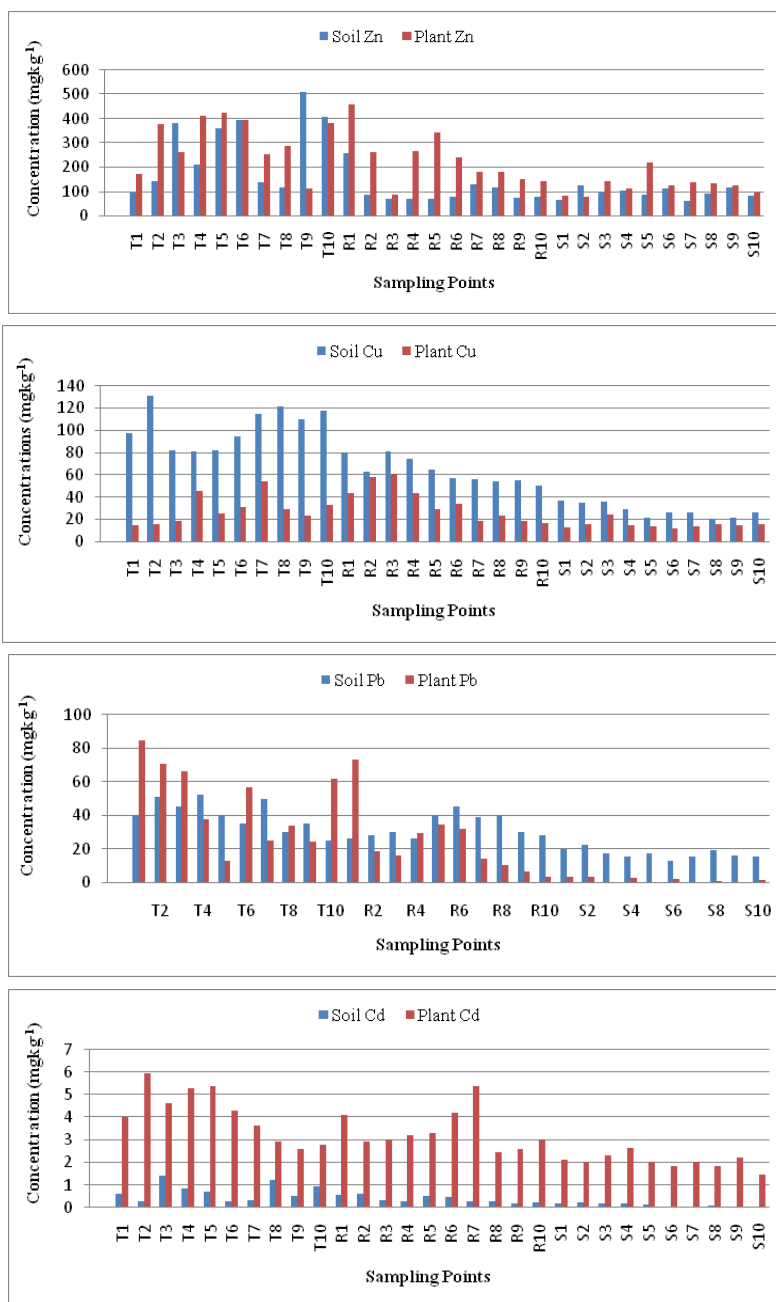 Soil Zn Plant Zn
Concentration (mgkg-1)
600
500
400
300
200
100
0
T1 T2 T3 T4 T5 T6 T7 T8 T9 T10 R1 R2 R3 R4 R5 R6 R7 R8 R9 R10 S1 S2 S3 S4 S5 S6 S7 S8 S9 S10
Sampling Points
Soil Cu Plant Cu
Concentrations (mgkg-1)
140
120
100
80
60
40
20
0
T1 T2 T3 T4 T5 T6 T7 T8 T9 T10 R1 R2 R3 R4 R5 R6 R7 R8 R9 R10 S1 S2 S3 S4 S5 S6 S7 S8 S9 S10
Sampling Points
Soil Pb Plant Pb
Concentration (mgkg-1)
100
80
60
40
20
0
T2 T4 T6 T8 T10 R2 R4 R6 R8 R10 S2 S4 S6 S8 S10
Sampling Points
Soil Cd Plant Cd
Concentration (mgkg-1)
7
6
5
4
3
2
1
0
T1 T2 T3 T4 T5 T6 T7 T8 T9 T10 R1 R2 R3 R4 R5 R6 R7 R8 R9 R10 S1 S2 S3 S4 S5 S6 S7 S8 S9 S10
Sampling Points